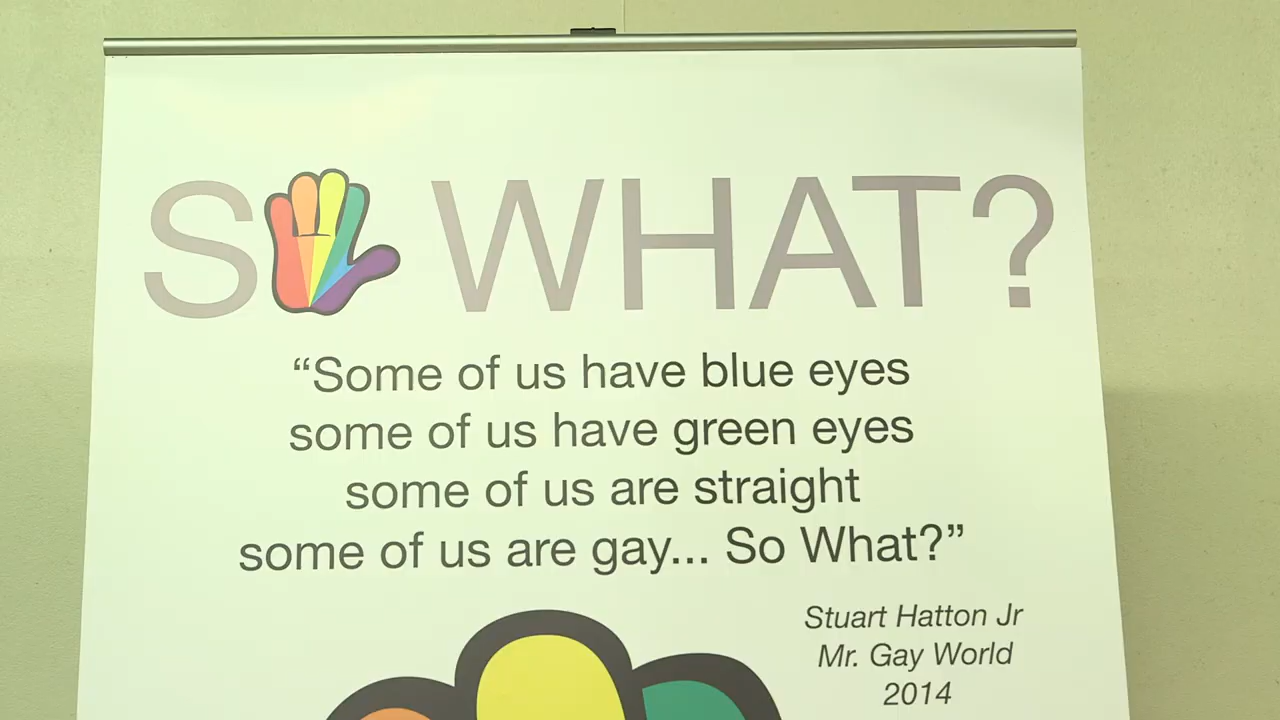 SO WHAT?
“Some of us have blue eyes
some of us have green eyes
some of us are straight
some of us are gay... So What?”
Stuart Hatton Jr
Mr. Gay World
2014